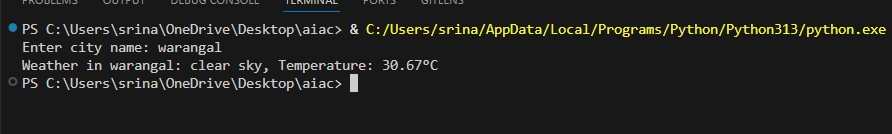 PROBLEMS OUTPUT DEBUG CONSOLE TERMINAL PORTS GITLENS
PS C:\Users\srina\OneDrive\Desktop\aiac> & C:/Users/srina/AppData/Local/Programs/Python/Python313/python.exe
Enter city name: warangal
Weather in warangal: clear sky, Temperature: 30.67°C
PS C:\Users\srina\OneDrive\Desktop\aiac>